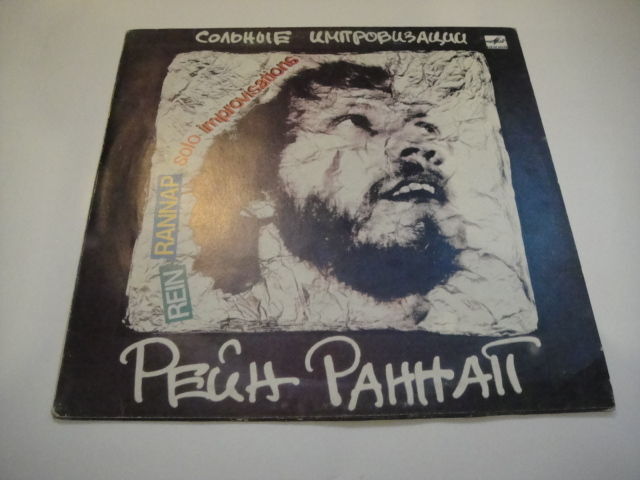 СОЛЬНЫЕ ИМПРОВИЗАЦИИ
REIN RANNAP solo improvisations
РЕЙН РАННАП